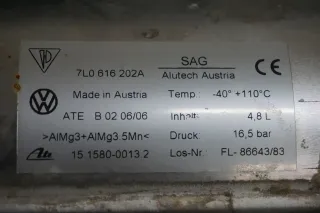 SAG
7L0 616 202A Alutech Austria CE
Made in Austria Temp.: -40° +110°C
ATE B 02 06/06 Inhalt: 4,8 L
>AlMg3+AlMg3.5Mn< Druck: 16,5 bar
15.1580-0013.2 Los-Nr.: FL- 86643/83